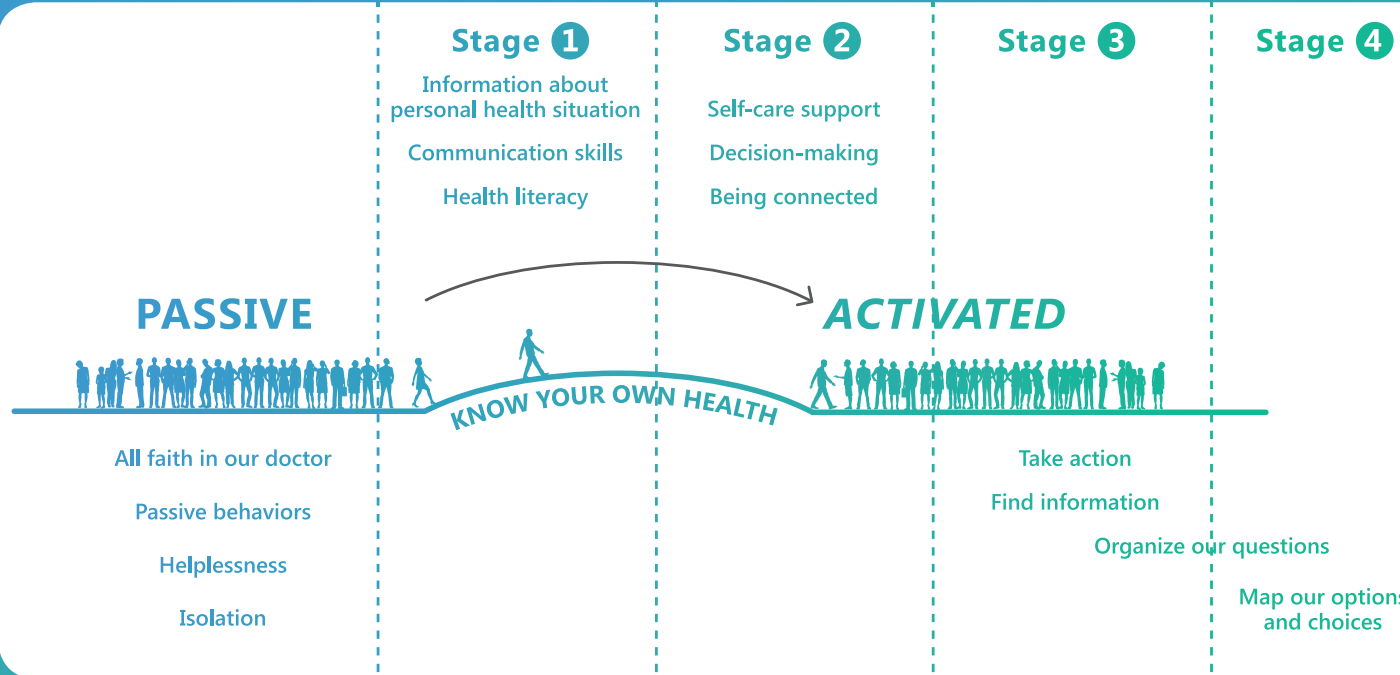 Stage 1
Information about
personal health situation
Communication skills
Health literacy
Stage 2
Self-care support
Decision-making
Being connected
Stage 3
Stage 4
PASSIVE
ACTIVATED
KNOW YOUR OWN HEALTH
All faith in our doctor
Passive behaviors
Helplessness
Isolation
Take action
Find information
Organize our questions
Map our options
and choices